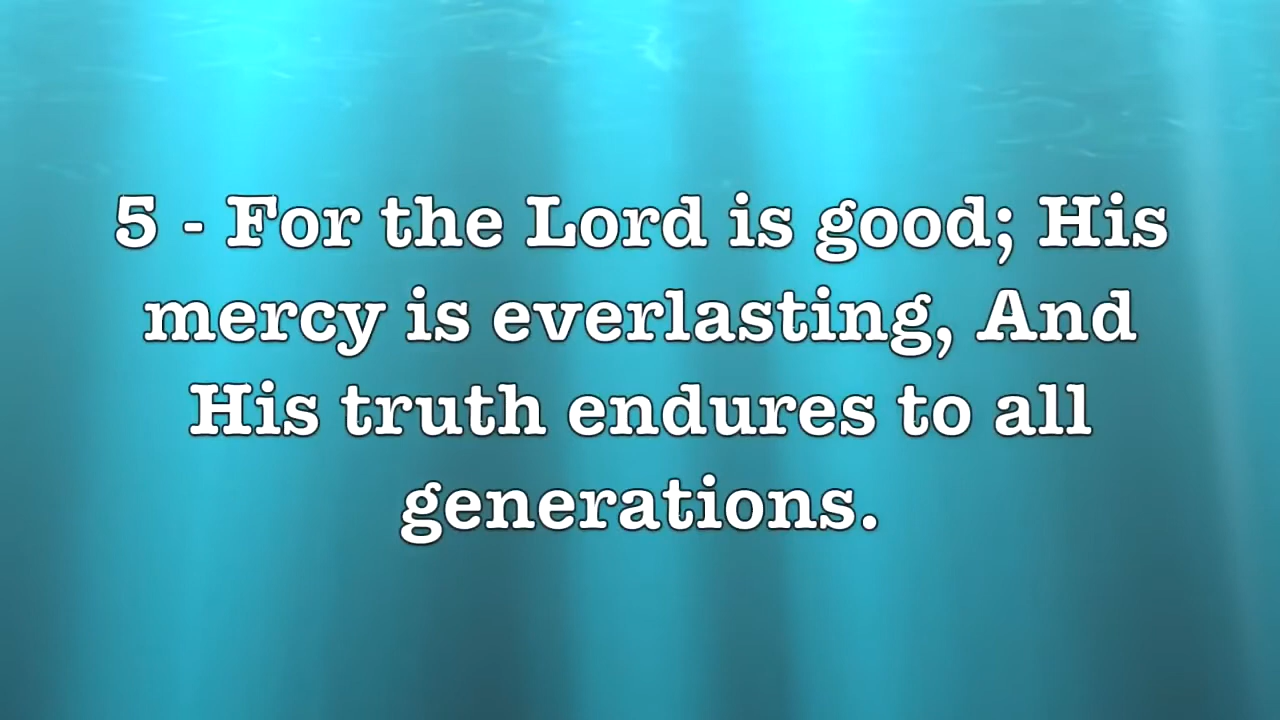 5 - For the Lord is good; His
mercy is everlasting, And
His truth endures to all
generations.